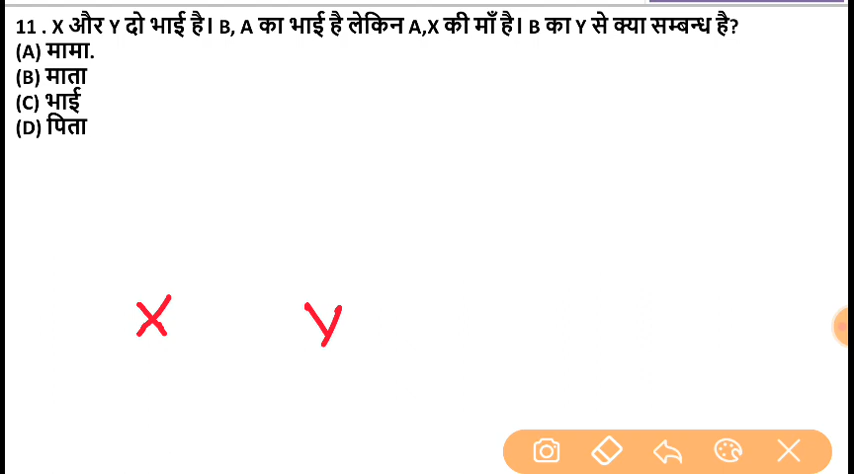 11 . X और Y दो भाई है। B, A का भाई है लेकिन A,X की माँ है। B का Y से क्या सम्बन्ध है?
(A) मामा.
(B) माता
(C) भाई
(D) पिता
X Y